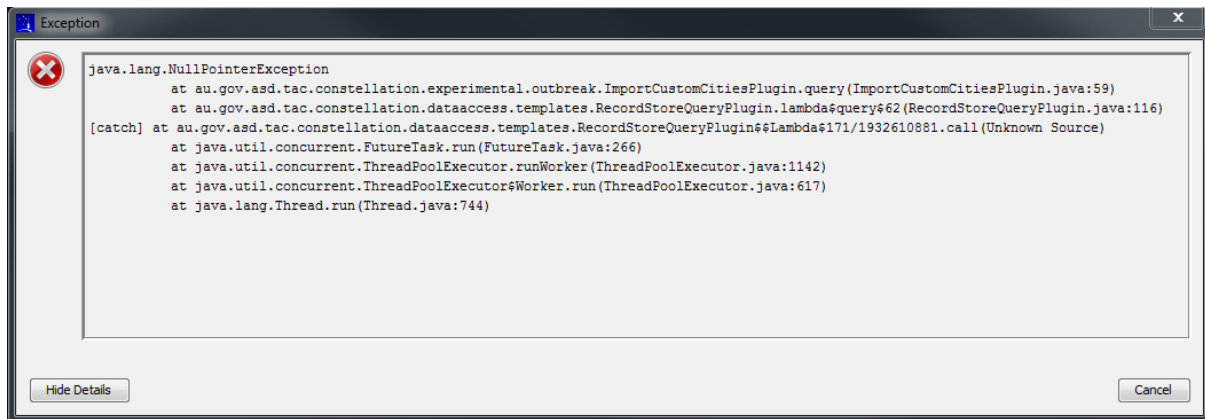 Exception
x
java.lang.NullPointerException
at au.gov.asd.tac.constellation.experimental.outbreak.ImportCustomCitiesPlugin.query(ImportCustomCitiesPlugin.java:59)
at au.gov.asd.tac.constellation.dataaccess.templates.RecordStoreQueryPlugin.lambda$query$62(RecordStoreQueryPlugin.java:116)
[catch] at au.gov.asd.tac.constellation.dataaccess.templates.RecordStoreQueryPlugin$$Lambda$171/1932610881.call(Unknown Source)
at java.util.concurrent.FutureTask.run(FutureTask.java:266)
at java.util.concurrent.ThreadPoolExecutor.runWorker(ThreadPoolExecutor.java:1142)
at java.util.concurrent.ThreadPoolExecutor$Worker.run(ThreadPoolExecutor.java:617)
at java.lang.Thread.run(Thread.java:744)
Hide Details
Cancel